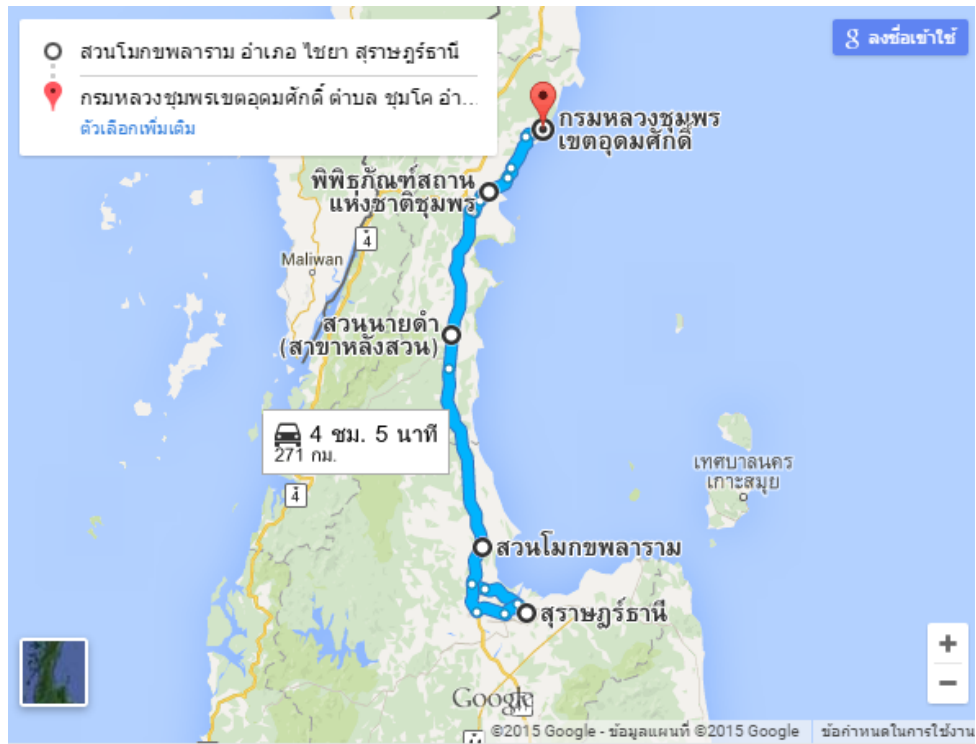 สวนโมกขพลาราม อำเภอ ไชยา สุราษฎร์ธานี
8 ลงชื่อเข้าใช้
กรมหลวงชุมพรเขตอุดมศักดิ์ ตำบล ชุมโค อำ...
ตัวเลือกเพิ่มเติม
กรมหลวงชุมพร
เขตอุดมศักดิ์
พิพิธภัณฑ์สถาน
แห่งชาติชุมพร
4
Maliwan
สวนนายดำ
(สาขาหลังสวน)
4 ชม. 5 นาที
271 กม.
เทศบาลนคร
เกาะสมุย
4
สวนโมกขพลาราม
สุราษฎร์ธานี
+
−
Google
©2015 Google - ข้อมูลแผนที่ ©2015 Google
ข้อกำหนดในการใช้งาน